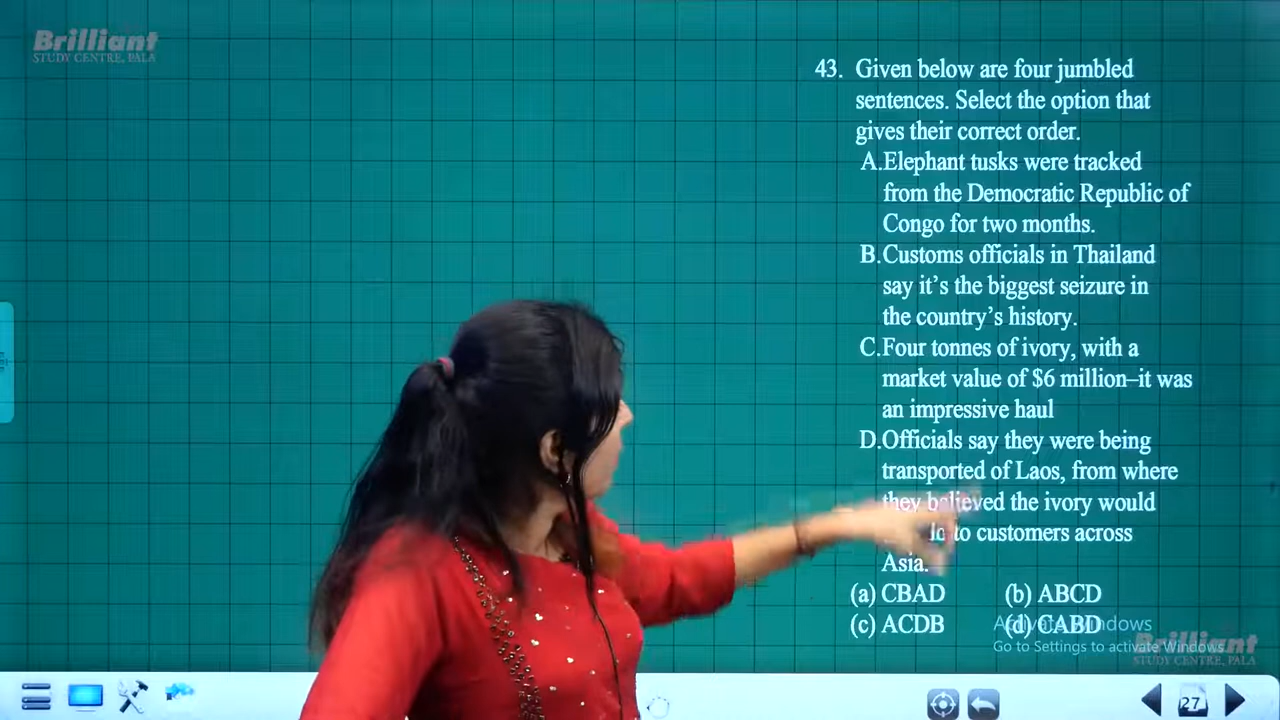 Brilliant
STUDY CENTRE, PALA
43. Given below are four jumbled
sentences. Select the option that
gives their correct order.
A.Elephant tusks were tracked
from the Democratic Republic of
Congo for two months.
B.Customs officials in Thailand
say it's the biggest seizure in
the country's history.
C.Four tonnes of ivory, with a
market value of $6 million–it was
an impressive haul
D.Officials say they were being
transported of Laos, from where
they believed the ivory would
to customers across
Asia.
(a) CBAD (b) ABCD
(c) ACDB (d) CABD
Activate Windows
Go to Settings to activate Windows.
Brilliant
STUDY CENTRE, PALA
27